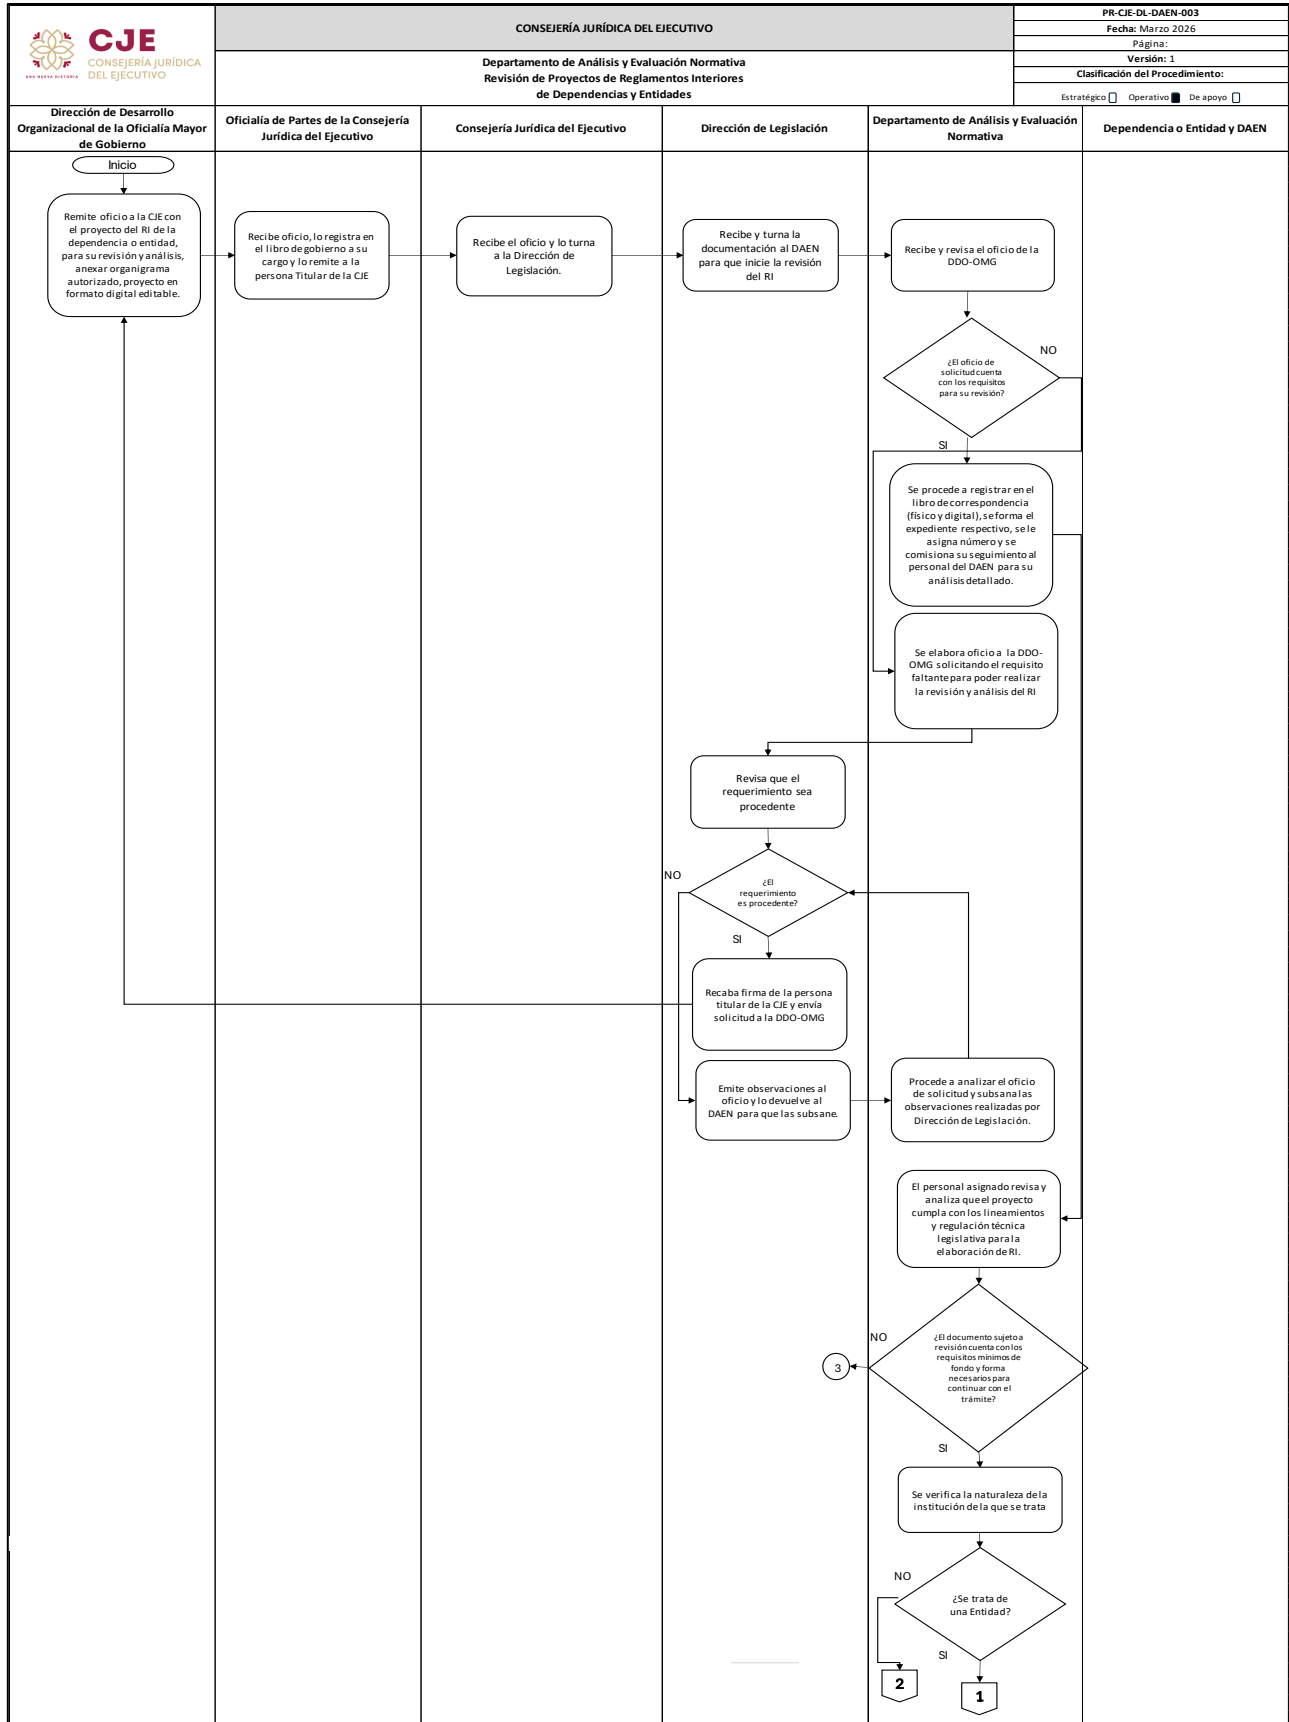 CJE
CONSEJERÍA JURÍDICA
DEL EJECUTIVO
UNA NUEVA HISTORIA
CONSEJERÍA JURÍDICA DEL EJECUTIVO
Departamento de Análisis y Evaluación Normativa
Revisión de Proyectos de Reglamentos Interiores
de Dependencias y Entidades
PR-CJE-DL-DAEN-003
Fecha: Marzo 2026
Página:
Versión: 1
Clasificación del Procedimiento:
Estratégico Operativo De apoyo
Dirección de Desarrollo
Organizacional de la Oficialía Mayor
de Gobierno
Oficialía de Partes de la Consejería
Jurídica del Ejecutivo
Consejería Jurídica del Ejecutivo
Dirección de Legislación
Departamento de Análisis y Evaluación
Normativa
Dependencia o Entidad y DAEN
Inicio
Remite oficio a la CJE con
el proyecto del RI de la
dependencia o entidad,
para su revisión y análisis,
anexar organigrama
autorizado, proyecto en
formato digital editable.
Recibe oficio, lo registra en
el libro de gobierno a su
cargo y lo remite a la
persona Titular de la CJE
Recibe el oficio y lo turna
a la Dirección de
Legislación.
Recibe y turna la
documentación al DAEN
para que inicie la revisión
del RI
Recibe y revisa el oficio de la
DDO-OMG
¿El oficio de
solicitud cuenta
con los requisitos
para su revisión?
NO
SI
Se procede a registrar en el
libro de correspondencia
(físico y digital), se forma el
expediente respectivo, se le
asigna número y se
comisiona su seguimiento al
personal del DAEN para su
análisis detallado.
Se elabora oficio a la DDO-
OMG solicitando el requisito
faltante para poder realizar
la revisión y análisis del RI
Revisa que el
requerimiento sea
procedente
¿El
requerimiento
es procedente?
NO
SI
Recaba firma de la persona
titular de la CJE y envía
solicitud a la DDO-OMG
Emite observaciones al
oficio y lo devuelve al
DAEN para que las subsane.
Procede a analizar el oficio
de solicitud y subsana las
observaciones realizadas por
Dirección de Legislación.
El personal asignado revisa y
analiza que el proyecto
cumpla con los lineamientos
y regulación técnica
legislativa para la
elaboración de RI.
¿El documento sujeto a
revisión cuenta con los
requisitos mínimos de
fondo y forma
necesarios para
continuar con el
trámite?
NO
3
SI
Se verifica la naturaleza de la
institución de la que se trata
NO
¿Se trata de
una Entidad?
SI
2
1